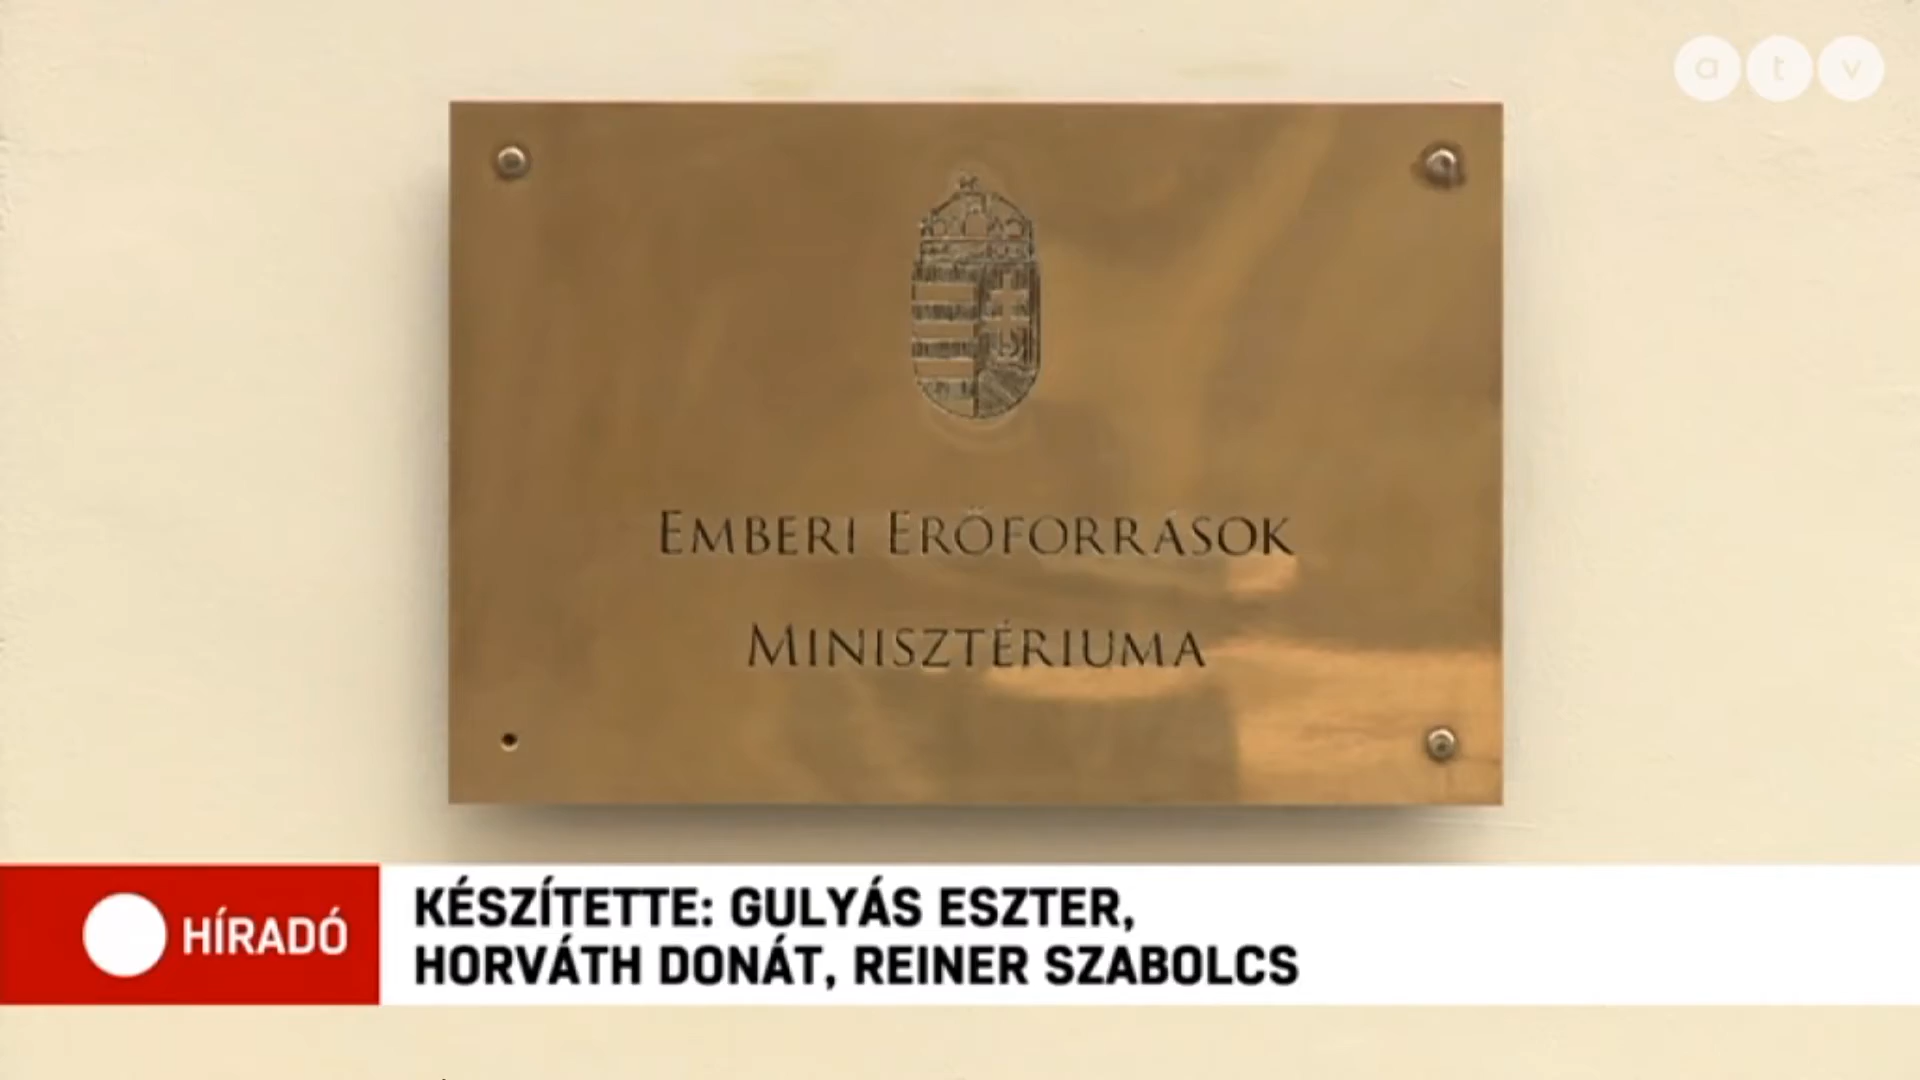 atv
EMBERI ERŐFORRÁSOK
MINISZTÉRIUMA
HÍRADÓ
KÉSZÍTETTE: GULYÁS ESZTER,
HORVÁTH DONÁT, REINER SZABOLCS